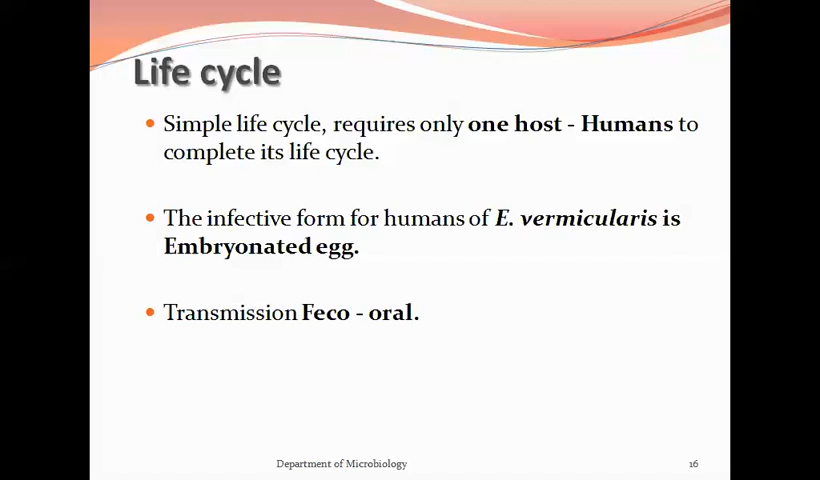 Life cycle
• Simple life cycle, requires only one host - Humans to
complete its life cycle.
• The infective form for humans of E. vermicularis is
Embryonated egg.
• Transmission Feco - oral.
Department of Microbiology
16